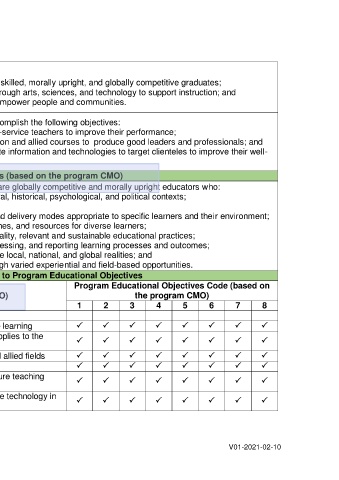 skilled, morally upright, and globally competitive graduates;
rough arts, sciences, and technology to support instruction; and
mpower people and communities.
omplish the following objectives:
-service teachers to improve their performance;
on and allied courses to produce good leaders and professionals; and
te information and technologies to target clienteles to improve their well-
s (based on the program CMO)
are globally competitive and morally upright educators who:
al, historical, psychological, and political contexts;
nd delivery modes appropriate to specific learners and their environment;
nes, and resources for diverse learners;
ality, relevant and sustainable educational practices;
essing, and reporting learning processes and outcomes;
e local, national, and global realities; and
gh varied experiential and field-based opportunities.
to Program Educational Objectives
O)
Program Educational Objectives Code (based on
the program CMO)
1 2 3 4 5 6 7 8
learning ✓ ✓ ✓ ✓ ✓ ✓ ✓ ✓
pplies to the ✓ ✓ ✓ ✓ ✓ ✓ ✓ ✓
d allied fields ✓ ✓ ✓ ✓ ✓ ✓ ✓ ✓
✓ ✓ ✓ ✓ ✓ ✓ ✓ ✓
ure teaching ✓ ✓ ✓ ✓ ✓ ✓ ✓ ✓
e technology in ✓ ✓ ✓ ✓ ✓ ✓ ✓ ✓
V01-2021-02-10